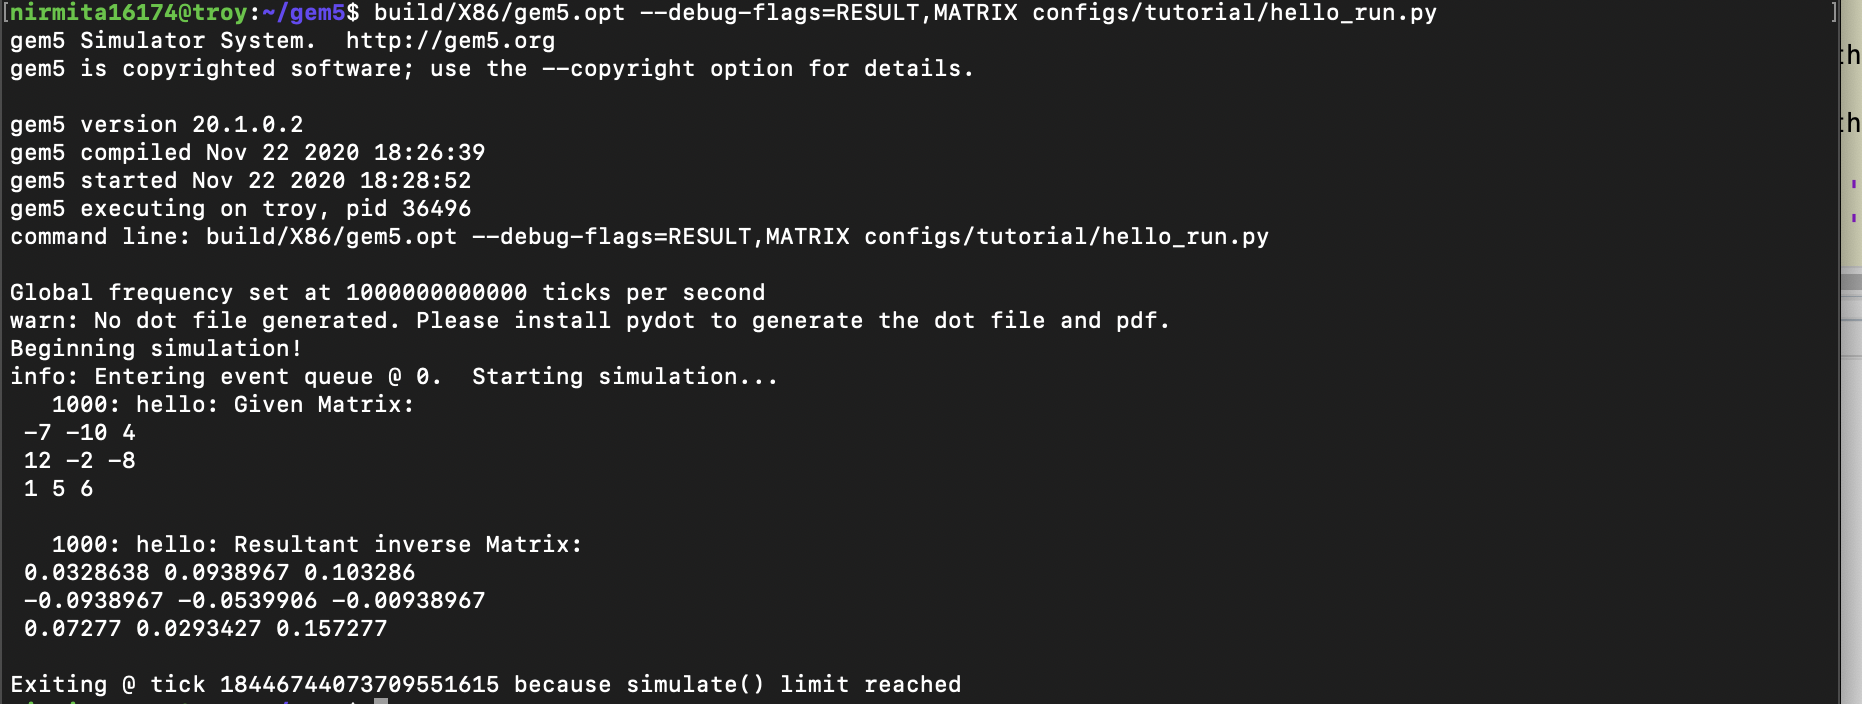 [nirmita16174@troy:~/gem5$ build/X86/gem5.opt --debug-flags=RESULT,MATRIX configs/tutorial/hello_run.py ]
gem5 Simulator System.  http://gem5.org
gem5 is copyrighted software; use the --copyright option for details.
gem5 version 20.1.0.2
gem5 compiled Nov 22 2020 18:26:39
gem5 started Nov 22 2020 18:28:52
gem5 executing on troy, pid 36496
command line: build/X86/gem5.opt --debug-flags=RESULT,MATRIX configs/tutorial/hello_run.py
Global frequency set at 1000000000000 ticks per second
warn: No dot file generated. Please install pydot to generate the dot file and pdf.
Beginning simulation!
info: Entering event queue @ 0.  Starting simulation...
   1000: hello: Given Matrix:
 -7 -10 4
 12 -2 -8
 1 5 6
   1000: hello: Resultant inverse Matrix:
 0.0328638 0.0938967 0.103286
 -0.0938967 -0.0539906 -0.00938967
 0.07277 0.0293427 0.157277
Exiting @ tick 18446744073709551615 because simulate() limit reached